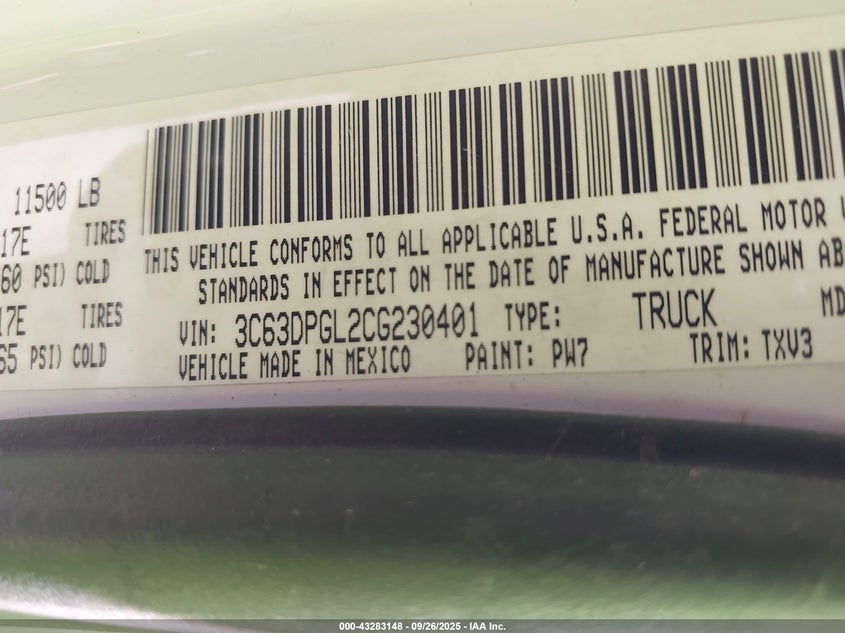 11500 LB
17E TIRES
60 PSI) COLD
17E TIRES
65 PSI) COLD
THIS VEHICLE CONFORMS TO ALL APPLICABLE U.S.A. FEDERAL MOTOR
STANDARDS IN EFFECT ON THE DATE OF MANUFACTURE SHOWN AB
VIN: 3C63DPGL2CG230401 TYPE: TRUCK MD
VEHICLE MADE IN MEXICO PAINT: PW7 TRIM: TXV3
000-43283148 - 09/26/2025 - IAA Inc.